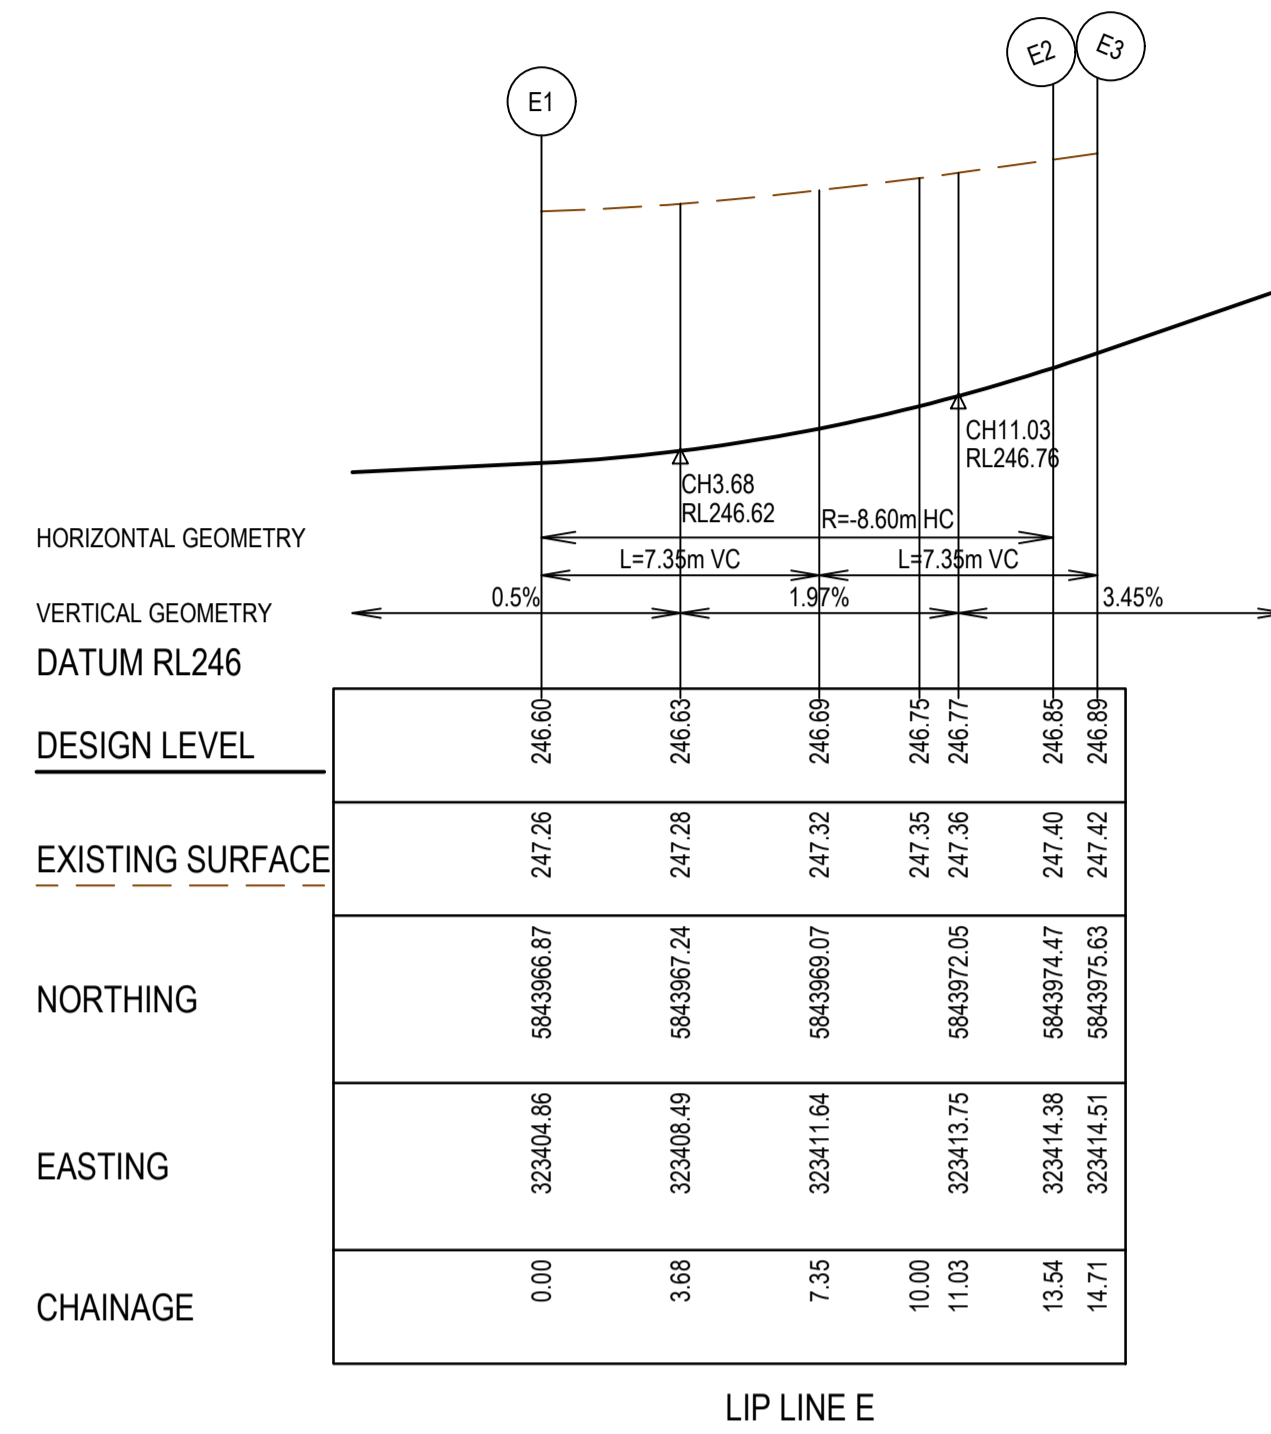 E1
E2
E3
CH11.03
RL246.76
CH3.68
RL246.62
HORIZONTAL GEOMETRY
R=-8.60m HC
L=7.35m VC
L=7.35m VC
VERTICAL GEOMETRY
0.5%
1.97%
3.45%
DATUM RL246
DESIGN LEVEL
246.60
246.63
246.69
246.75
246.77
246.85
246.89
EXISTING SURFACE
247.26
247.28
247.32
247.35
247.36
247.40
247.42
NORTHING
5843966.87
5843967.24
5843969.07
5843972.05
5843974.47
5843975.63
EASTING
323404.86
323408.49
323411.64
323413.75
323414.38
323414.51
CHAINAGE
0.00
3.68
7.35
10.00
11.03
13.54
14.71
LIP LINE E